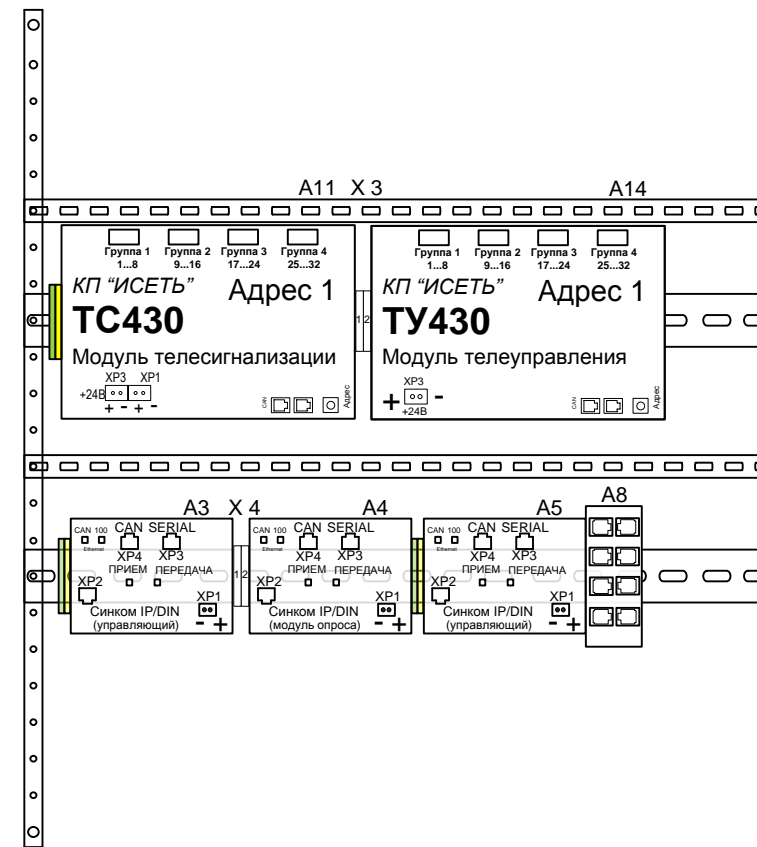 A11 X 3 A14
Группа 1 Группа 2 Группа 3 Группа 4
1...8 9...16 17...24 25...32
КП "ИСЕТЬ" Адрес 1
ТС430
Модуль телесигнализации
XP3 XP1
+24В
+ - + -
CAN Адрес
1 2
Группа 1 Группа 2 Группа 3 Группа 4
1...8 9...16 17...24 25...32
КП "ИСЕТЬ" Адрес 1
ТУ430
Модуль телеуправления
XP3
+ -
+24В
CAN Адрес
A3 X 4 A4 A5 A8
CAN 100 CAN SERIAL
Ethernet
XP4 XP3
ПРИЕМ ПЕРЕДАЧА
XP2 XP1
Синком IP/DIN
(управляющий) - +
1 2
CAN 100 CAN SERIAL
Ethernet
XP4 XP3
ПРИЕМ ПЕРЕДАЧА
XP2 XP1
Синком IP/DIN
(модуль опроса) - +
CAN 100 CAN SERIAL
Ethernet
XP4 XP3
ПРИЕМ ПЕРЕДАЧА
XP2 XP1
Синком IP/DIN
(управляющий) - +